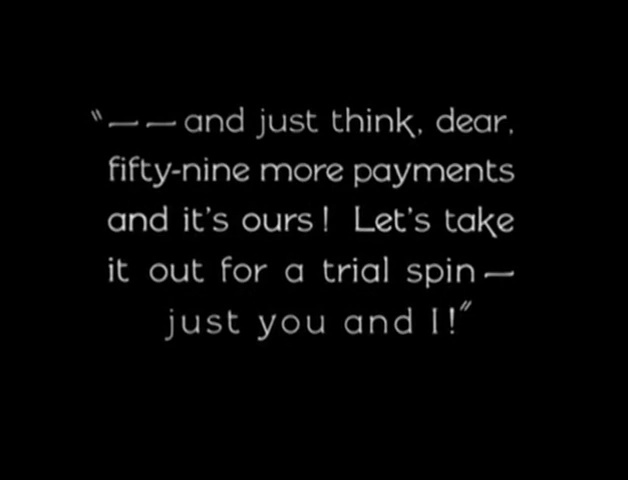 "— — and just think, dear,
fifty-nine more payments
and it's ours! Let's take
it out for a trial spin —
just you and I!"